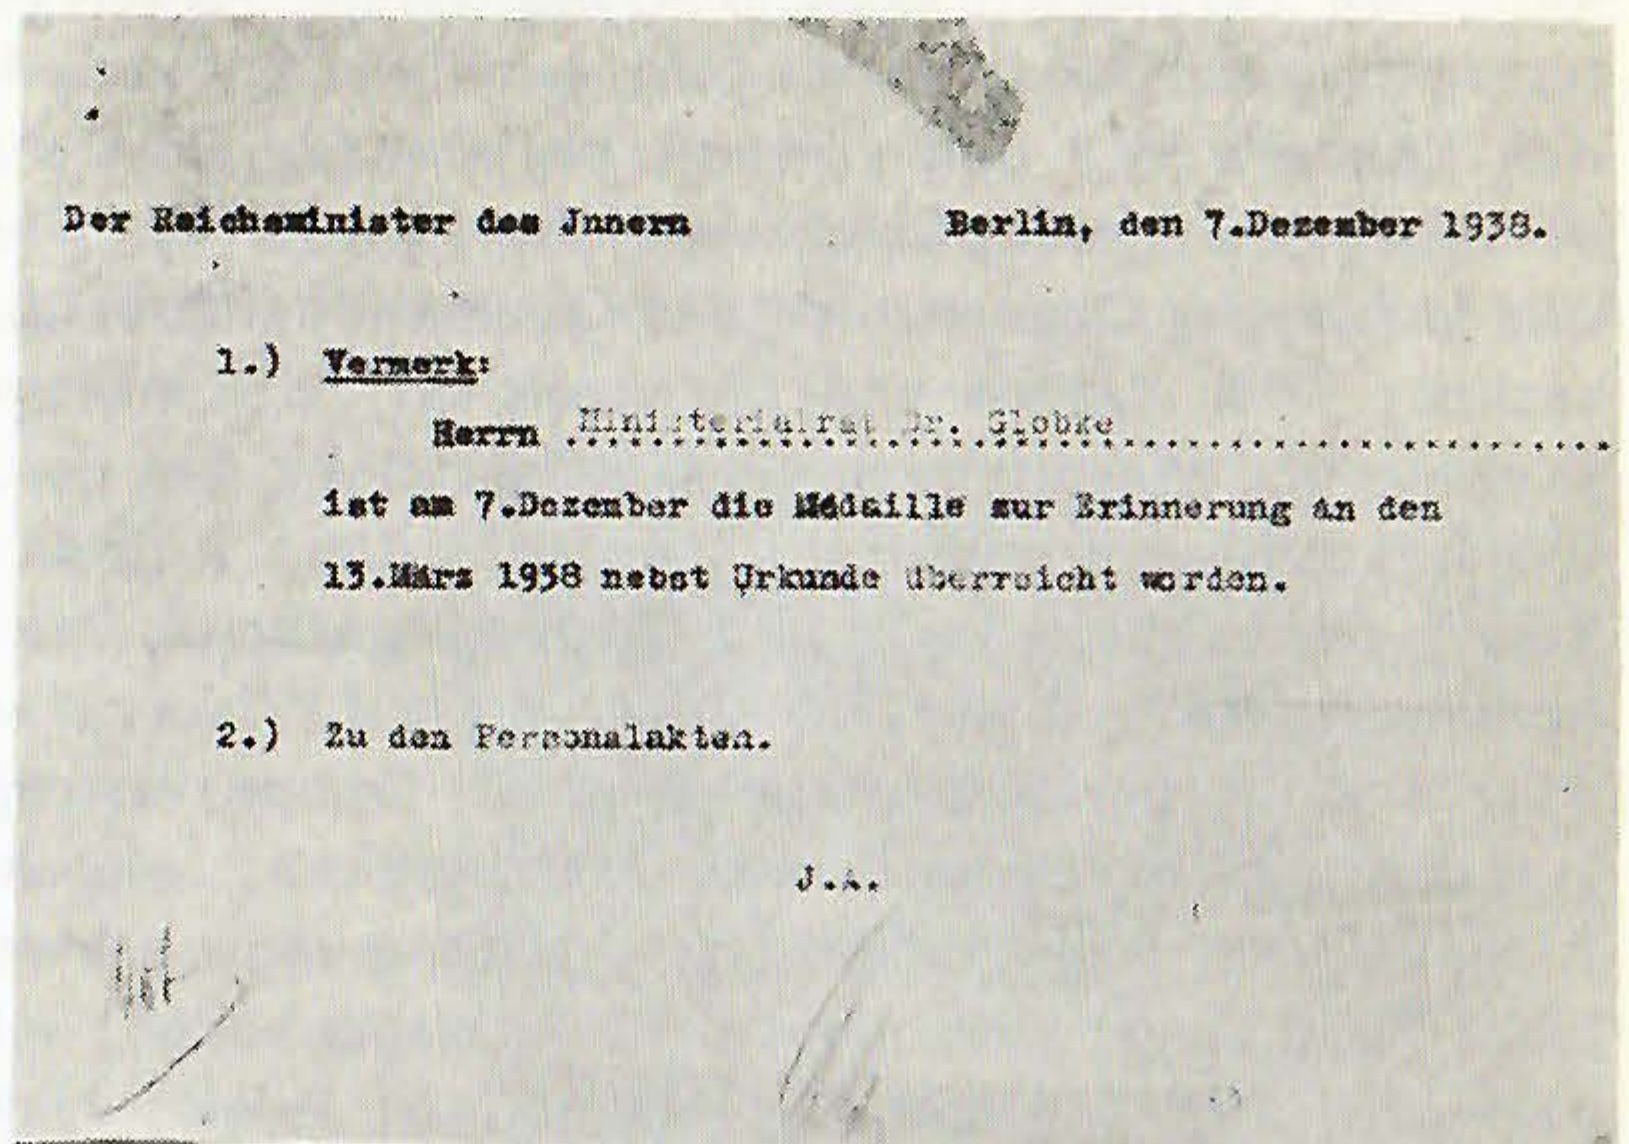 Der Reichsminister des Jnnern Berlin, den 7.Dezember 1938.
1.) Vermerk:
Herrn Ministerialrat Dr. Globke
ist am 7.Dezember die Medaille zur Erinnerung an den
13.März 1938 nebst Urkunde überreicht worden.
2.) Zu den Personalakten.
J.A.